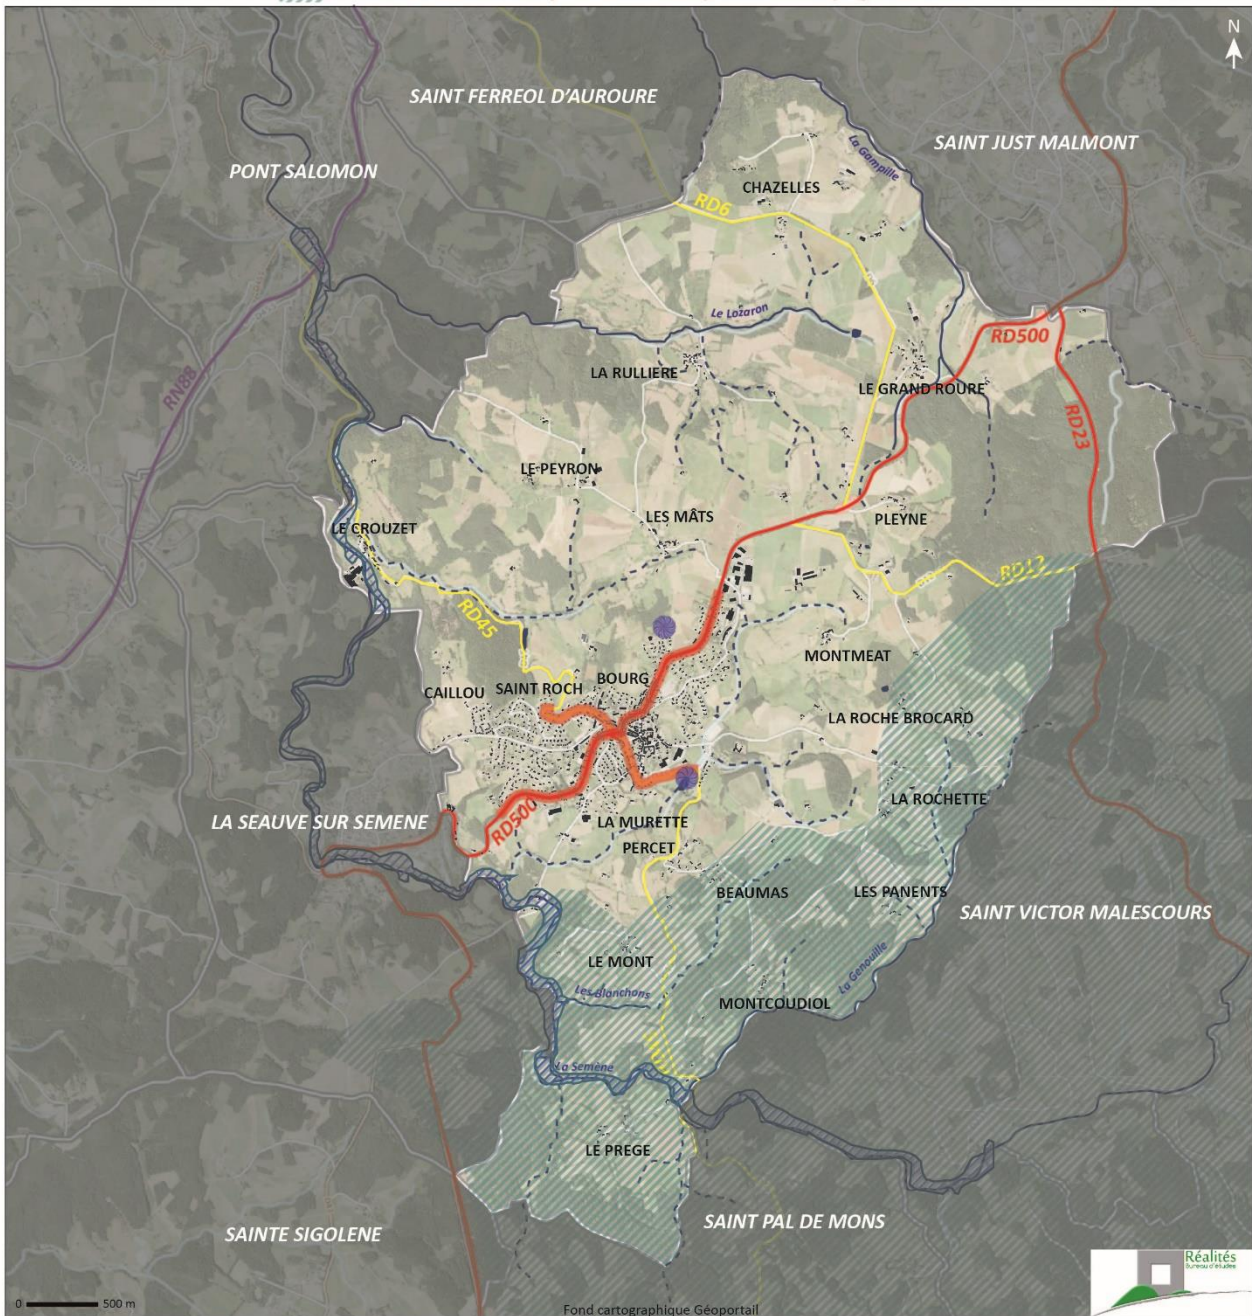 N
SAINT FERREOL D'AUROURE
SAINT JUST MALMONT
La Gampille
PONT SALOMON
CHAZELLES
RD6
Le Lozaron
RD500
RN88
LA RULLIERE
LE GRAND ROURE
RD23
LE PEYRON
LES MÂTS
PLEYNE
LE CROUZET
RD12
RD45
MONTMEAT
BOURG
CAILLOU
SAINT ROCH
LA ROCHE BROCARD
LA ROCHETTE
LA SEAUVE SUR SEMENE
RD500
LA MURETTE
PERCET
BEAUMAS
LES PANENTS
SAINT VICTOR MALESCOURS
LE MONT
La Genouille
Les Blanchons
MONTCOUDIOL
La Semène
LE PREGE
SAINT PAL DE MONS
SAINTE SIGOLENE
Réalités
Bureau d'études
0 500 m
Fond cartographique Géoportail